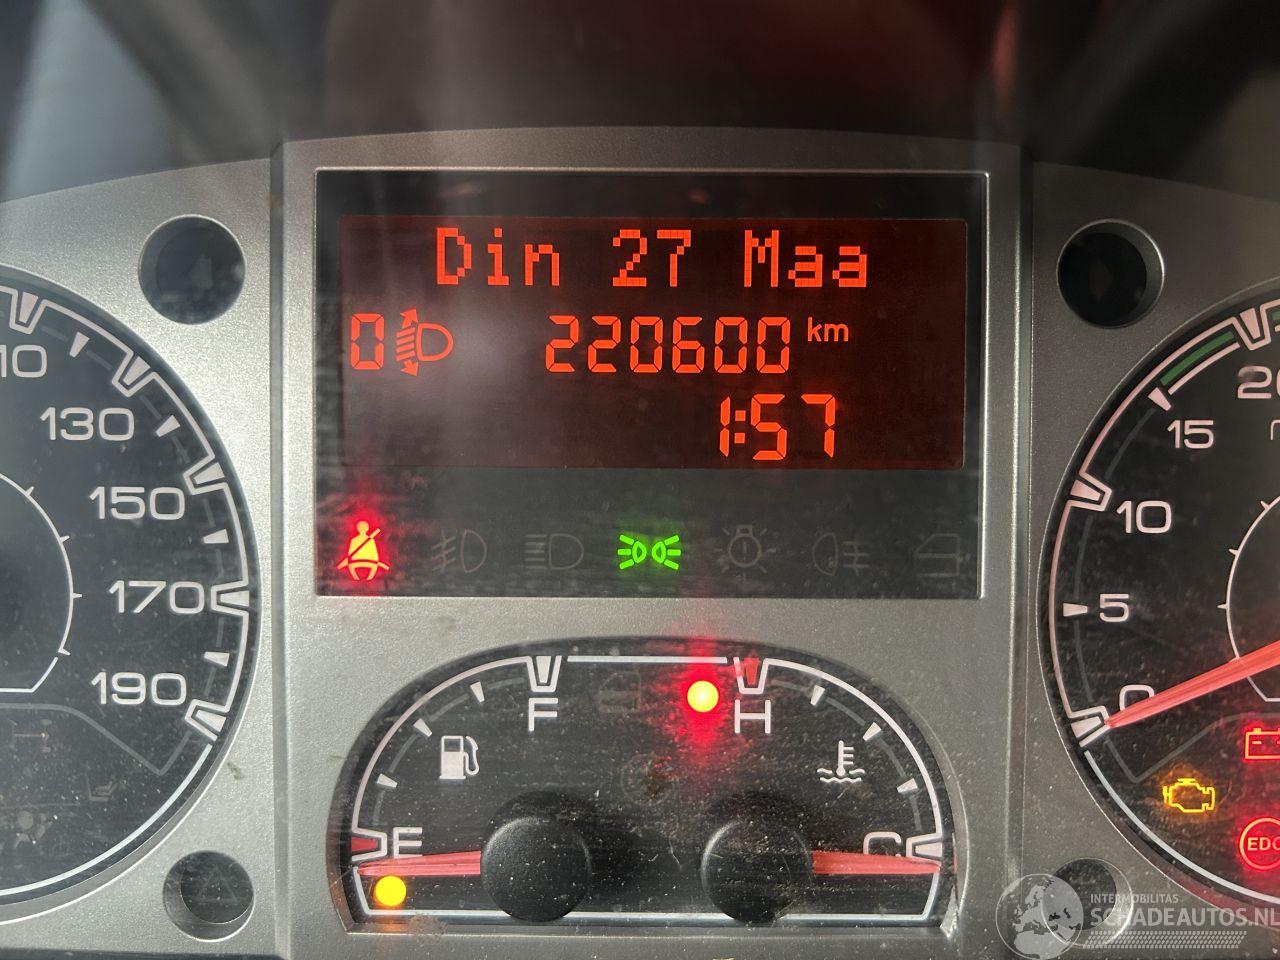 Din 27 Maa
0
220600 km
1:57
130
150
170
190
F
H
E
C
20
15
10
5
0
EDC
INTERMOBILITAS
SCHADEAUTOS.NL